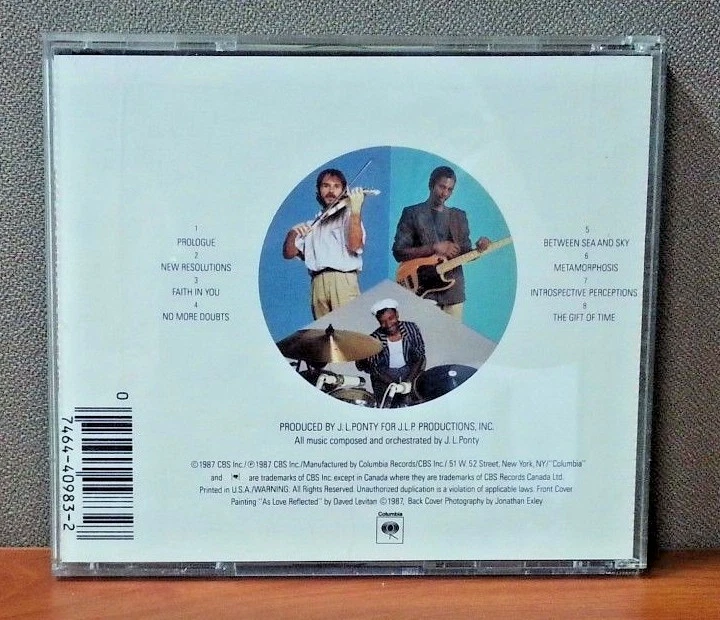 1
PROLOGUE
2
NEW RESOLUTIONS
3
FAITH IN YOU
4
NO MORE DOUBTS
5
BETWEEN SEA AND SKY
6
METAMORPHOSIS
7
INTROSPECTIVE PERCEPTIONS
8
THE GIFT OF TIME
PRODUCED BY J. L. PONTY FOR J.L.P. PRODUCTIONS, INC.
All music composed and orchestrated by J. L. Ponty
© 1987 CBS Inc./℗ 1987 CBS Inc./Manufactured by Columbia Records/CBS Inc./ 51 W. 52 Street, New York, NY/"Columbia"
and are trademarks of CBS Inc. except in Canada where they are trademarks of CBS Records Canada Ltd.
Printed in U.S.A./WARNING: All Rights Reserved. Unauthorized duplication is a violation of applicable laws. Front Cover
Painting "As Love Reflected" by Daved Levitan © 1987, Back Cover Photography by Jonathan Exley
Columbia
0
7464-40983-2